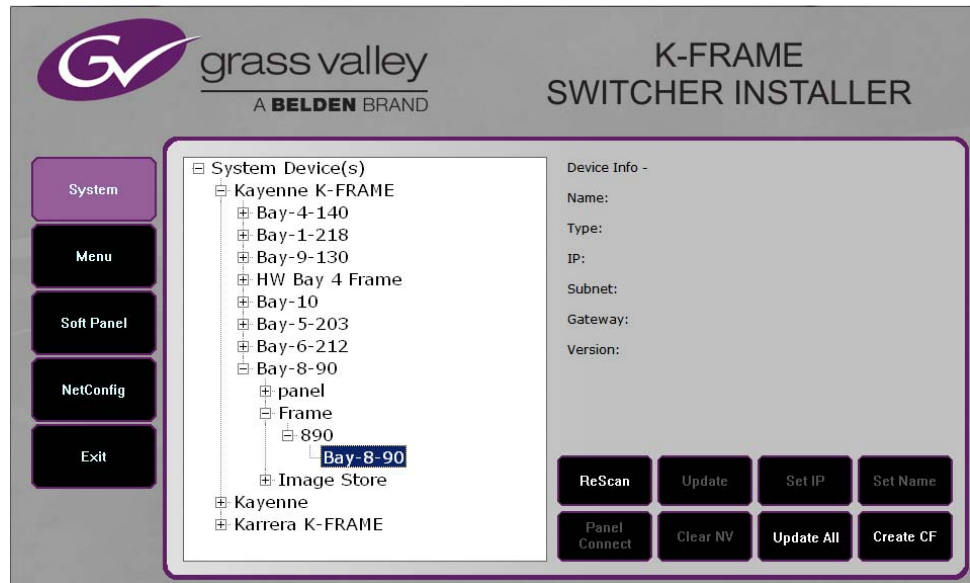 GV
grass valley
A BELDEN BRAND
K-FRAME
SWITCHER INSTALLER
System
Menu
Soft Panel
NetConfig
Exit
System Device(s)
Kayenne K-FRAME
Bay-4-140
Bay-1-218
Bay-9-130
HW Bay 4 Frame
Bay-10
Bay-5-203
Bay-6-212
Bay-8-90
panel
Frame
890
Bay-8-90
Image Store
Kayenne
Karrera K-FRAME
Device Info -
Name:
Type:
IP:
Subnet:
Gateway:
Version:
ReScan
Update
Set IP
Set Name
Panel
Connect
Clear NV
Update All
Create CF